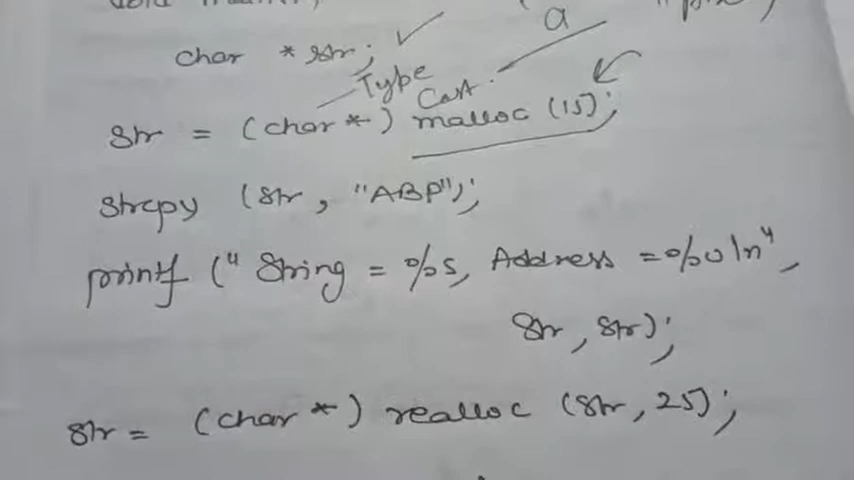 a
char *str;
Type
Cast
str = (char*) malloc (15);
strcpy (str, "ABP");
printf (" String = %s, Address = %u \n",
str, str);
str = (char*) realloc (str, 25);